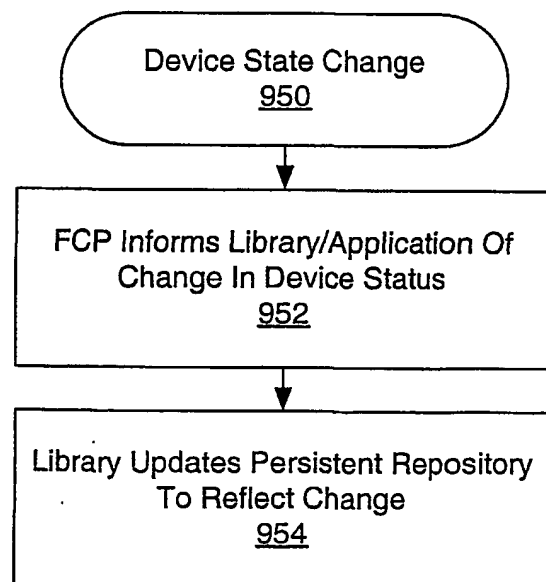 Device State Change
950
FCP Informs Library/Application Of
Change In Device Status
952
Library Updates Persistent Repository
To Reflect Change
954